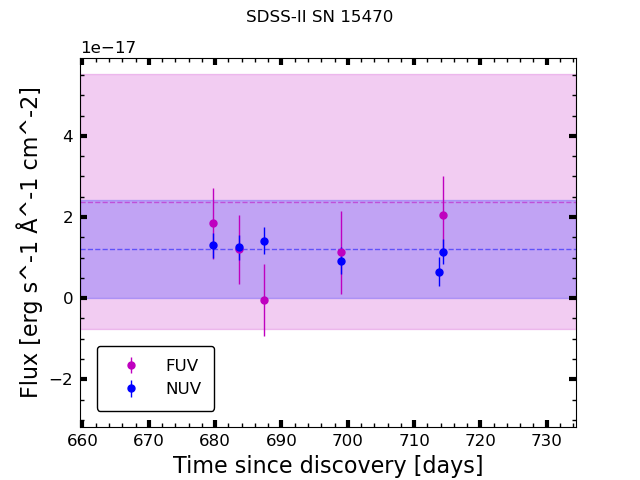 SDSS-II SN 15470
1e−17
Flux [erg s^-1 Å^-1 cm^-2]
4
2
0
−2
FUV
NUV
660 670 680 690 700 710 720 730
Time since discovery [days]